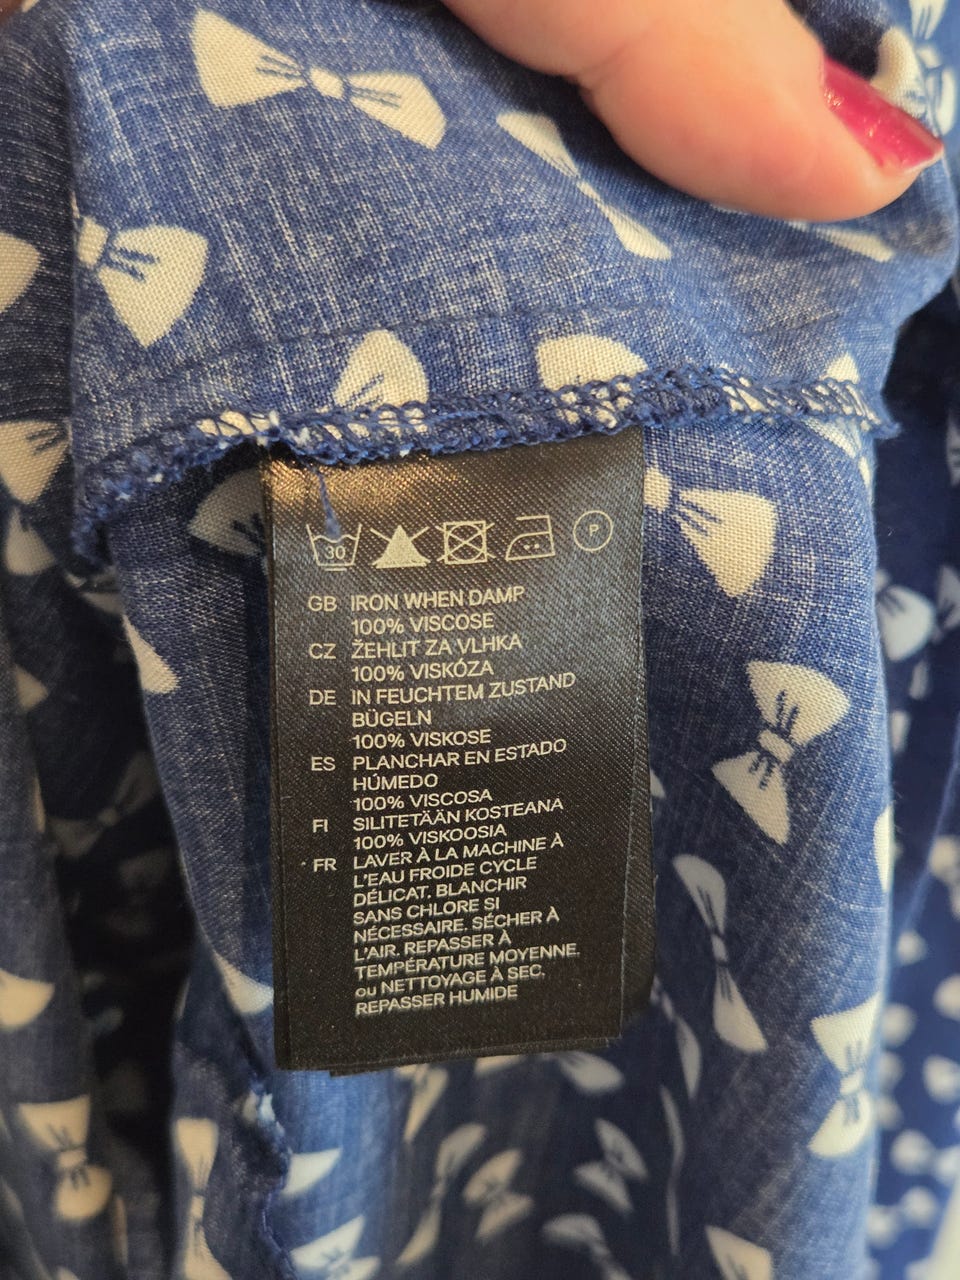 30 P
GB IRON WHEN DAMP
100% VISCOSE
CZ ŽEHLIT ZA VLHKA
100% VISKÓZA
DE IN FEUCHTEM ZUSTAND
BÜGELN
100% VISKOSE
ES PLANCHAR EN ESTADO
HÚMEDO
100% VISCOSA
FI SILITETÄÄN KOSTEANA
100% VISKOOSIA
FR LAVER À LA MACHINE À
L'EAU FROIDE CYCLE
DÉLICAT. BLANCHIR
SANS CHLORE SI
NÉCESSAIRE. SÉCHER À
L'AIR. REPASSER À
TEMPÉRATURE MOYENNE.
ou NETTOYAGE À SEC.
REPASSER HUMIDE